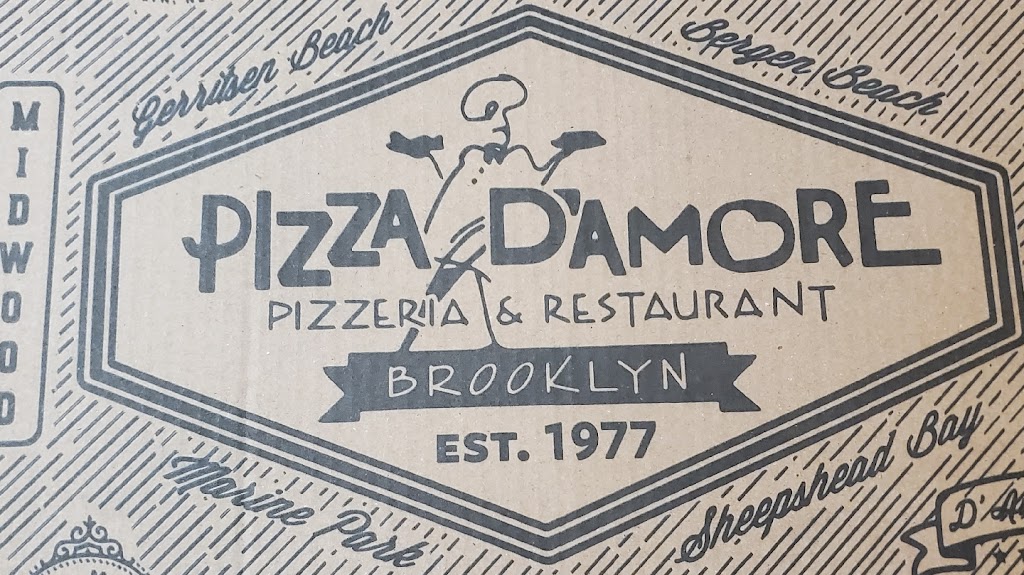 Gerritsen Beach
Bergen Beach
MIDWOOD
PIZZA D'AMORE
PIZZERIA & RESTAURANT
BROOKLYN
EST. 1977
Marine Park
Sheepshead Bay